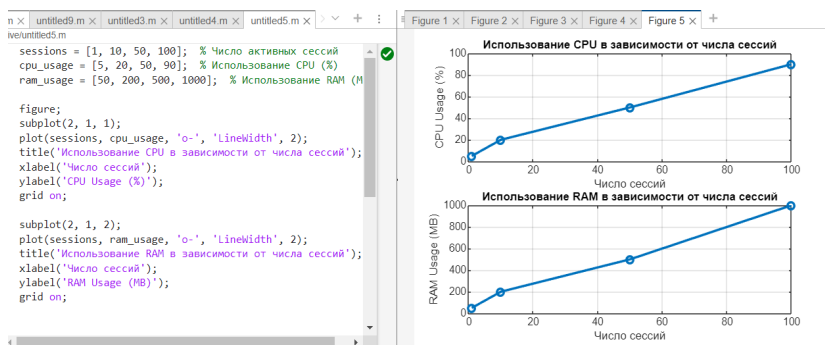 m × untitled9.m × untitled3.m × untitled4.m × untitled5.m ×
ive/untitled5.m
sessions = [1, 10, 50, 100];  % Число активных сессий
cpu_usage = [5, 20, 50, 90];  % Использование CPU (%)
ram_usage = [50, 200, 500, 1000];  % Использование RAM (M
figure;
subplot(2, 1, 1);
plot(sessions, cpu_usage, 'o-', 'LineWidth', 2);
title('Использование CPU в зависимости от числа сессий');
xlabel('Число сессий');
ylabel('CPU Usage (%)');
grid on;
subplot(2, 1, 2);
plot(sessions, ram_usage, 'o-', 'LineWidth', 2);
title('Использование RAM в зависимости от числа сессий');
xlabel('Число сессий');
ylabel('RAM Usage (MB)');
grid on;
Figure 1 × Figure 2 × Figure 3 × Figure 4 × Figure 5 × +
Использование CPU в зависимости от числа сессий
CPU Usage (%)
100
80
60
40
20
0
0 20 40 60 80 100
Число сессий
Использование RAM в зависимости от числа сессий
RAM Usage (MB)
1000
800
600
400
200
0
0 20 40 60 80 100
Число сессий